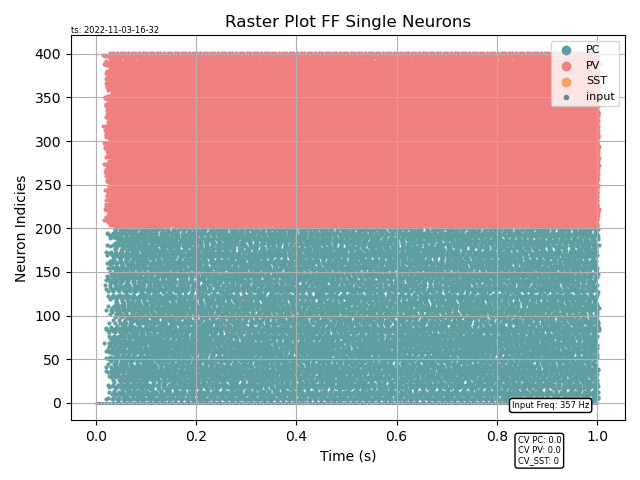 Raster Plot FF Single Neurons
ts: 2022-11-03-16-32
PC
PV
SST
input
400
350
300
250
200
150
100
50
0
Neuron Indicies
Input Freq: 357 Hz
0.0 0.2 0.4 0.6 0.8 1.0
Time (s)
CV PC: 0.0
CV PV: 0.0
CV_SST: 0